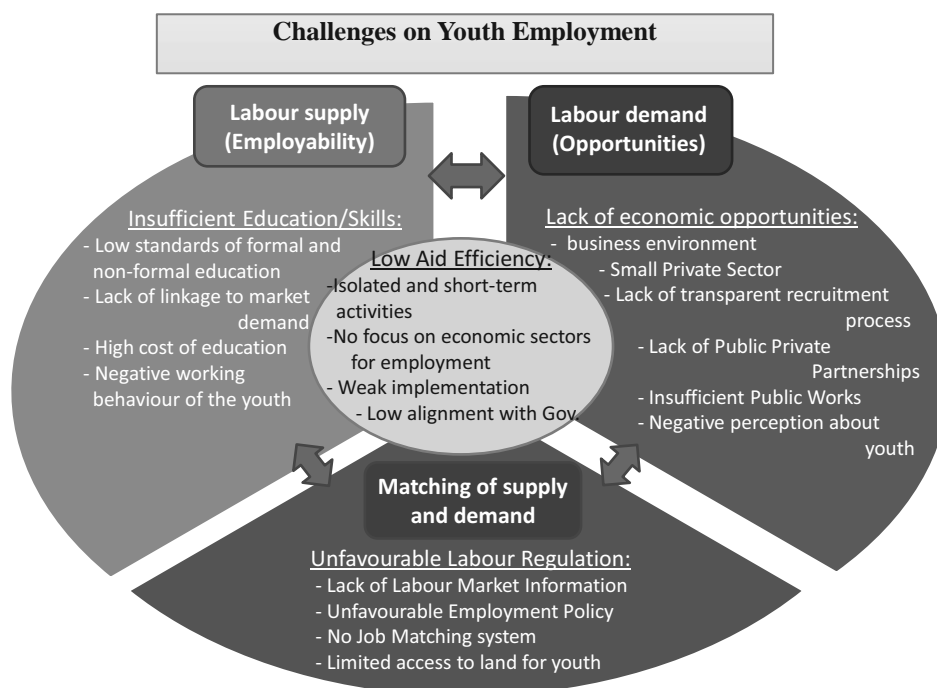 Challenges on Youth Employment
Labour supply
(Employability)
Insufficient Education/Skills:
- Low standards of formal and
non-formal education
- Lack of linkage to market
demand
- High cost of education
- Negative working
behaviour of the youth
Labour demand
(Opportunities)
Lack of economic opportunities:
- business environment
- Small Private Sector
- Lack of transparent recruitment
process
- Lack of Public Private
Partnerships
- Insufficient Public Works
- Negative perception about
youth
Low Aid Efficiency:
-Isolated and short-term
activities
-No focus on economic sectors
for employment
- Weak implementation
- Low alignment with Gov.
Matching of supply
and demand
Unfavourable Labour Regulation:
- Lack of Labour Market Information
- Unfavourable Employment Policy
- No Job Matching system
- Limited access to land for youth